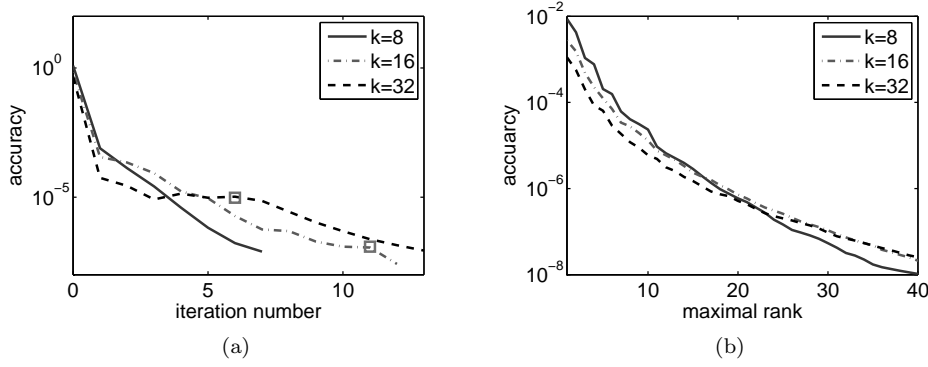 accuracy
10^0
10^-5
0
5
10
iteration number
k=8
k=16
k=32
(a)
accuarcy
10^-2
10^-4
10^-6
10^-8
10
20
30
40
maximal rank
k=8
k=16
k=32
(b)